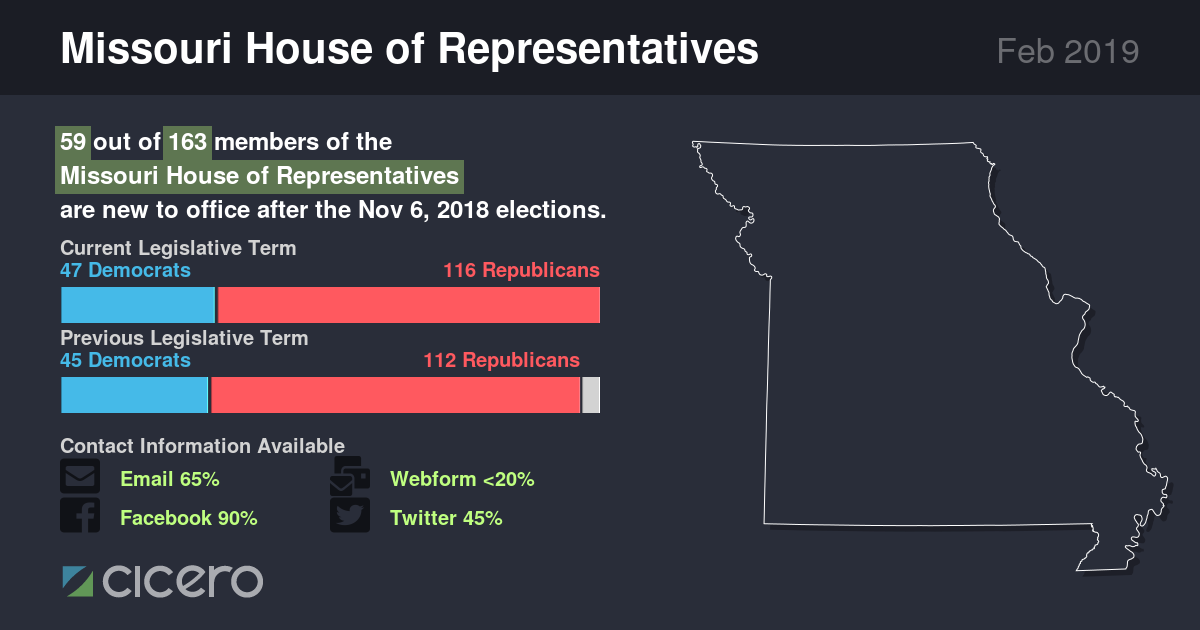 Missouri House of Representatives
Feb 2019
59 out of 163 members of the
Missouri House of Representatives
are new to office after the Nov 6, 2018 elections.
Current Legislative Term
47 Democrats 116 Republicans
Previous Legislative Term
45 Democrats 112 Republicans
Contact Information Available
Email 65% Webform <20%
Facebook 90% Twitter 45%
cicero